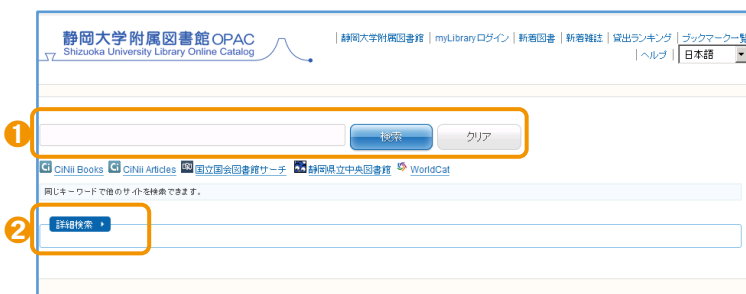 静岡大学附属図書館OPAC
Shizuoka University Library Online Catalog
静岡大学附属図書館 | myLibraryログイン | 新着図書 | 新着雑誌 | 貸出ランキング | ブックマーク一覧
| ヘルプ | 日本語
1
検索 クリア
CiNii Books CiNii Articles 国立国会図書館サーチ 静岡県立中央図書館 WorldCat
同じキーワードで他のサイトを検索できます。
2
詳細検索